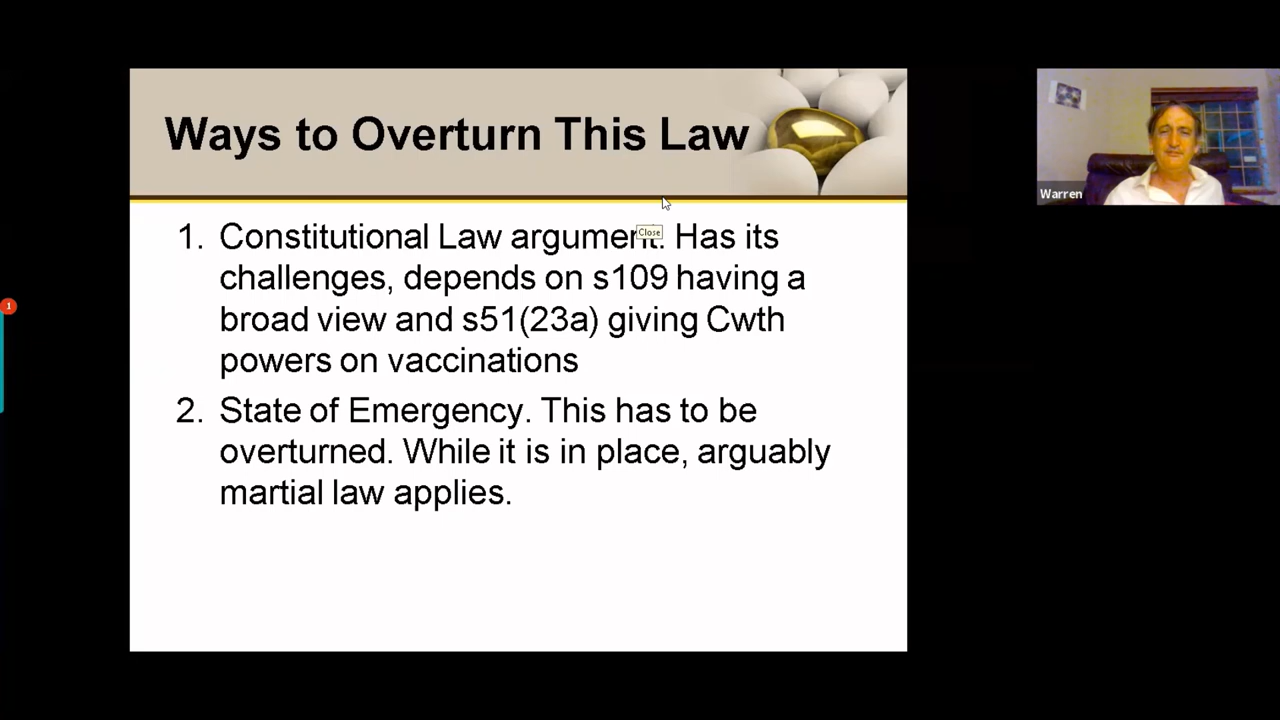 Ways to Overturn This Law
1. Constitutional Law argument. Has its
challenges, depends on s109 having a
broad view and s51(23a) giving Cwth
powers on vaccinations
2. State of Emergency. This has to be
overturned. While it is in place, arguably
martial law applies.
Close
Warren
1